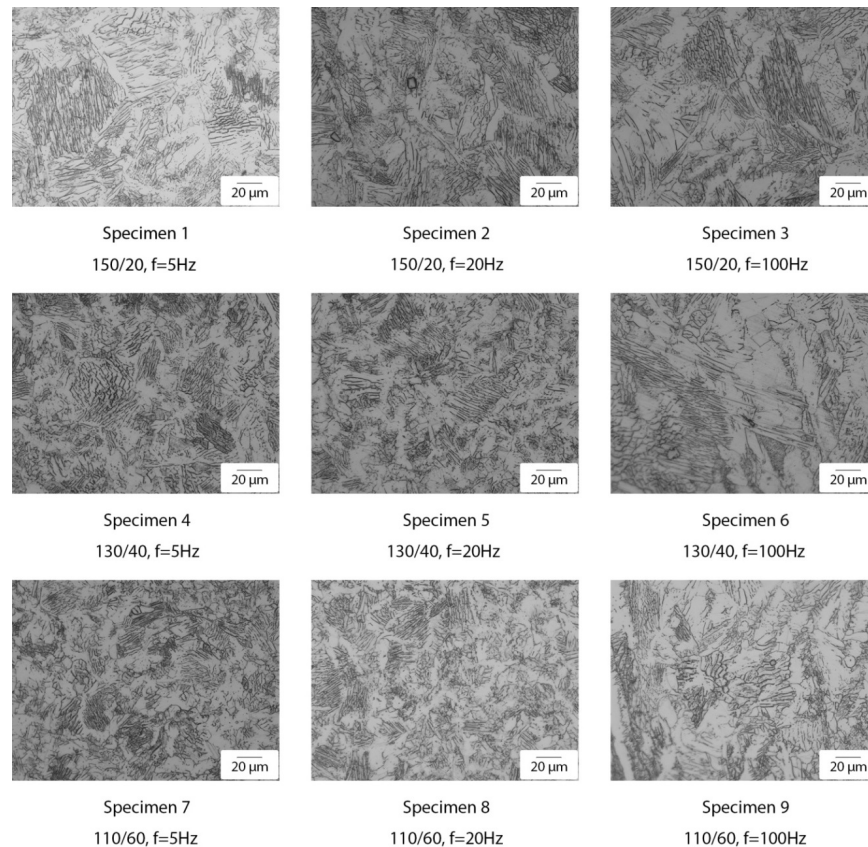 20 µm
20 µm
20 µm
Specimen 1
Specimen 2
Specimen 3
150/20, f=5Hz
150/20, f=20Hz
150/20, f=100Hz
20 µm
20 µm
20 µm
Specimen 4
Specimen 5
Specimen 6
130/40, f=5Hz
130/40, f=20Hz
130/40, f=100Hz
20 µm
20 µm
20 µm
Specimen 7
Specimen 8
Specimen 9
110/60, f=5Hz
110/60, f=20Hz
110/60, f=100Hz